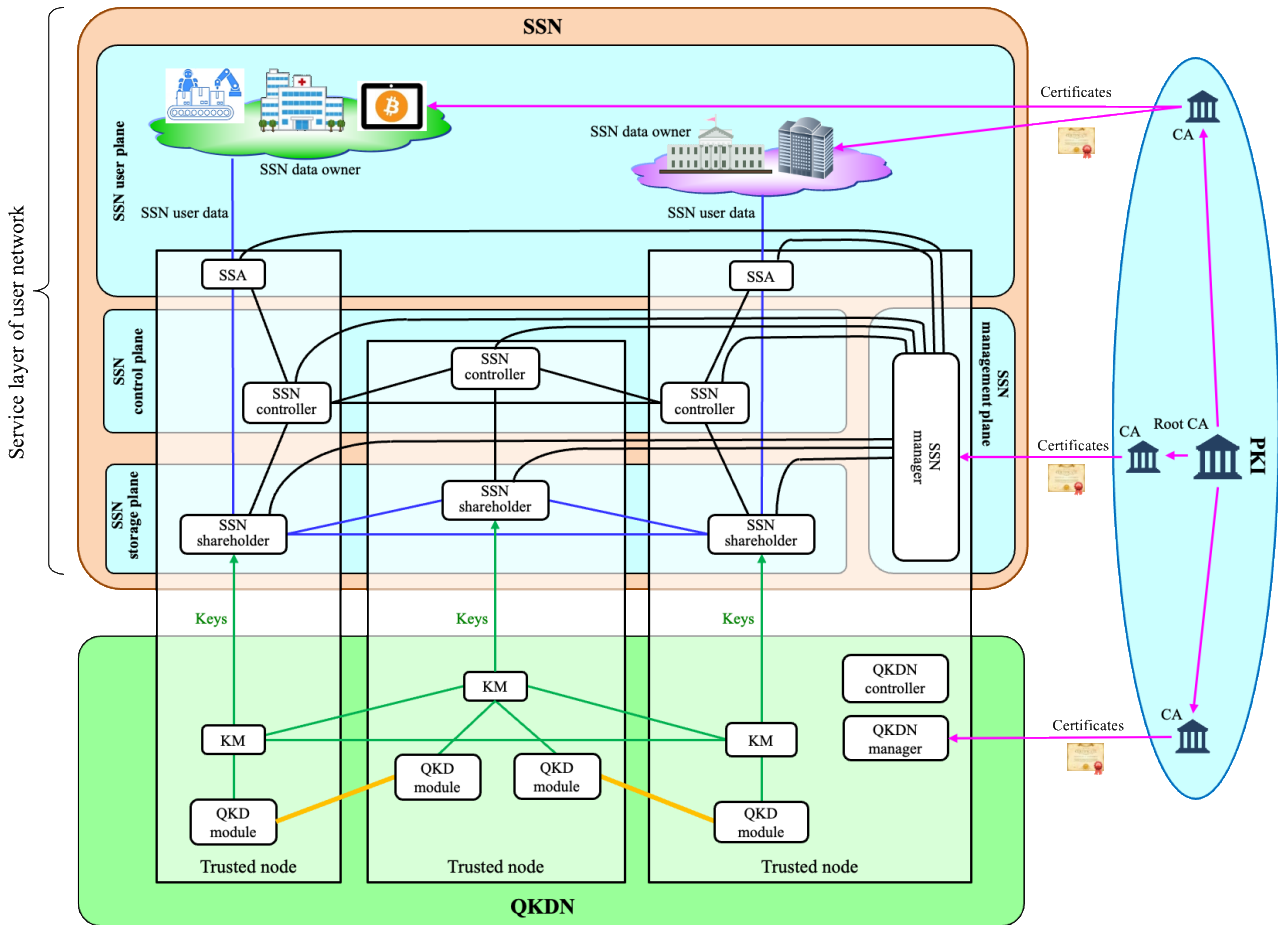 SSN
Certificates
CA
SSN data owner
SSN data owner
SSN user plane
SSN user data
SSN user data
Service layer of user network
SSA
SSA
SSN
control plane
SSN
controller
SSN
controller
SSN
controller
SSN
management plane
SSN
manager
Certificates
CA
Root CA
PKI
SSN
storage plane
SSN
shareholder
SSN
shareholder
SSN
shareholder
Keys
Keys
Keys
KM
KM
KM
QKDN
controller
QKDN
manager
Certificates
CA
QKD
module
QKD
module
QKD
module
QKD
module
Trusted node
Trusted node
Trusted node
QKDN